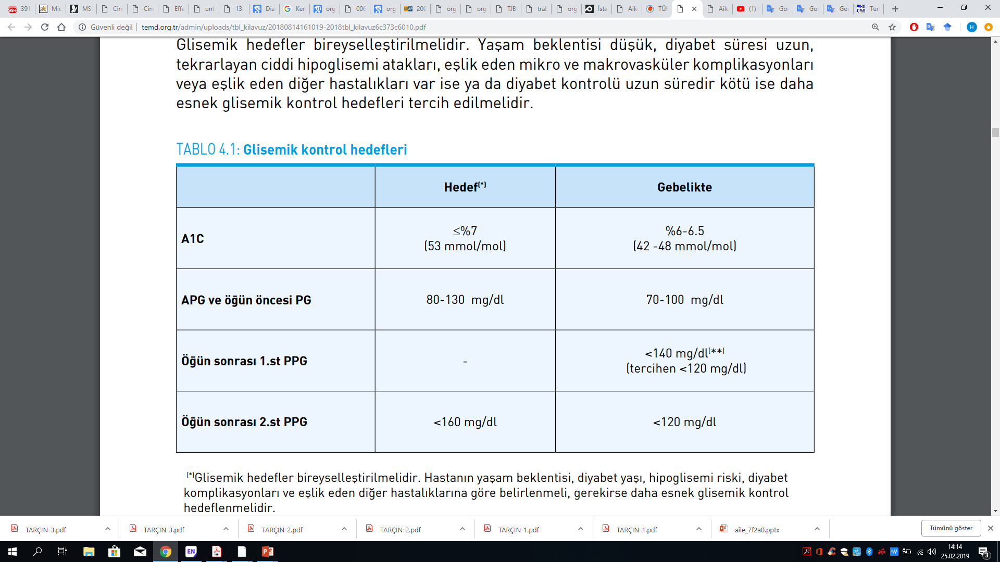 391
Mic
MS
Cin
Cin
Effe
unt
13-
Dia
Ker
org
006
org
200
org
org
TJB
tral
org
İsta
Aile
TÜF
Aile
(1)
Goo
Goo
Goo
Tür
Güvenli değil | temd.org.tr/admin/uploads/tbl_kilavuz/20180814161019-2018tbl_kilavuz6c373c6010.pdf
H
Glisemik hedefler bireyselleştirilmelidir. Yaşam beklentisi düşük, diyabet süresi uzun,
tekrarlayan ciddi hipoglisemi atakları, eşlik eden mikro ve makrovasküler komplikasyonları
veya eşlik eden diğer hastalıkları var ise ya da diyabet kontrolü uzun süredir kötü ise daha
esnek glisemik kontrol hedefleri tercih edilmelidir.
TABLO 4.1: Glisemik kontrol hedefleri
Hedef(*) Gebelikte
A1C ≤%7 (53 mmol/mol) %6-6.5 (42 -48 mmol/mol)
APG ve öğün öncesi PG 80-130 mg/dl 70-100 mg/dl
Öğün sonrası 1.st PPG - <140 mg/dl(**) (tercihen <120 mg/dl)
Öğün sonrası 2.st PPG <160 mg/dl <120 mg/dl
(*)Glisemik hedefler bireyselleştirilmelidir. Hastanın yaşam beklentisi, diyabet yaşı, hipoglisemi riski, diyabet
komplikasyonları ve eşlik eden diğer hastalıklarına göre belirlenmeli, gerekirse daha esnek glisemik kontrol
hedeflenmelidir.
TARÇIN-3.pdf
TARÇIN-3.pdf
TARÇIN-2.pdf
TARÇIN-2.pdf
TARÇIN-1.pdf
TARÇIN-1.pdf
aile_7f2a0.pptx
Tümünü göster
EN
14:14
25.02.2019
3